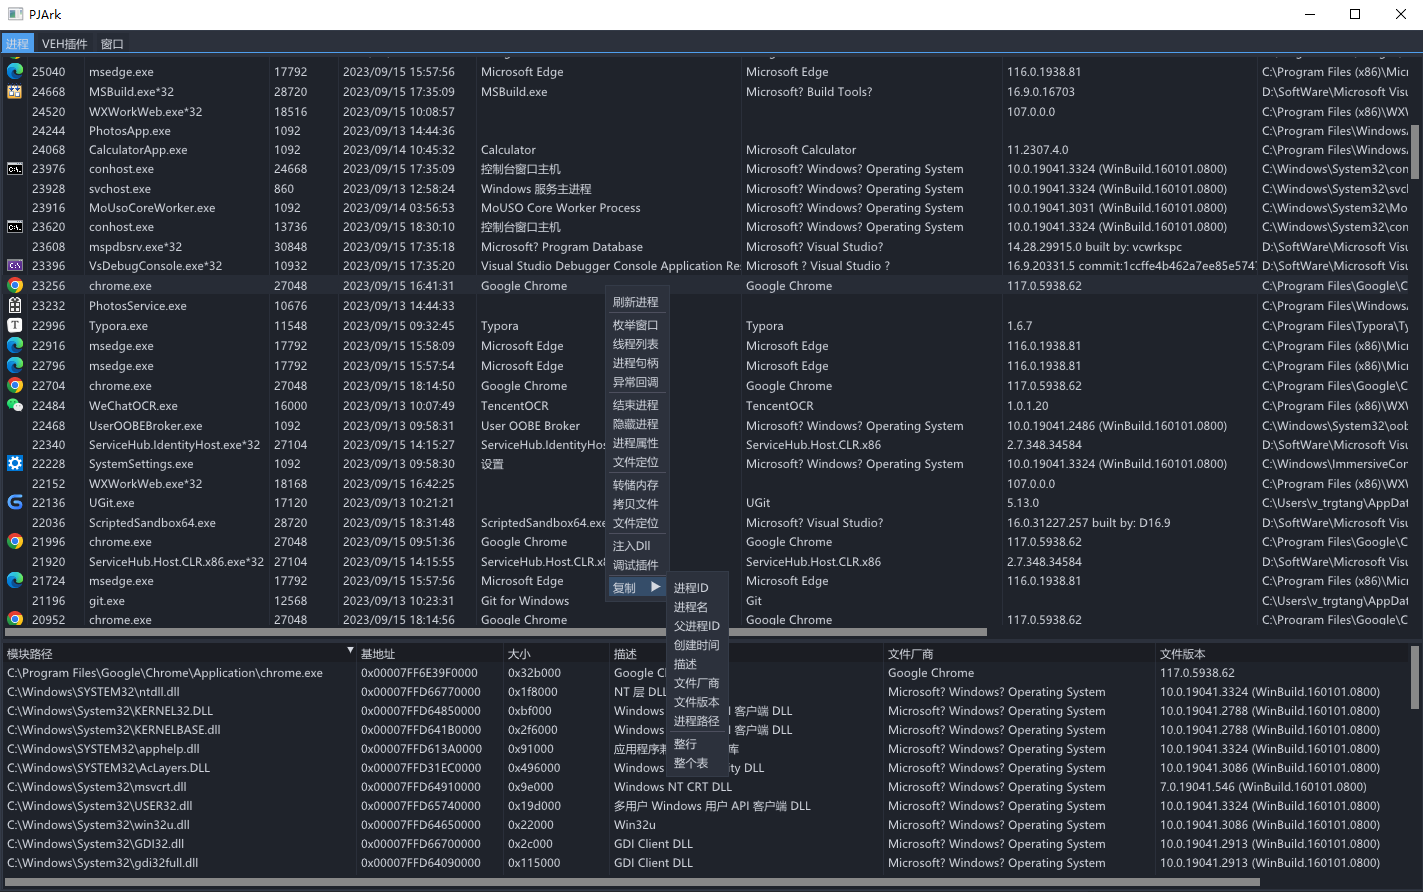 PJArk
进程 VEH插件 窗口
25040 msedge.exe 17792 2023/09/15 15:57:56 Microsoft Edge Microsoft Edge 116.0.1938.81 C:\Program Files (x86)\Micr
24668 MSBuild.exe*32 28720 2023/09/15 17:35:09 MSBuild.exe Microsoft? Build Tools? 16.9.0.16703 D:\SoftWare\Microsoft Visu
24520 WXWorkWeb.exe*32 18516 2023/09/15 10:08:57 107.0.0.0 C:\Program Files (x86)\WXV
24244 PhotosApp.exe 1092 2023/09/13 14:44:36 C:\Program Files\Windows,
24068 CalculatorApp.exe 1092 2023/09/14 10:45:32 Calculator Microsoft Calculator 11.2307.4.0 C:\Program Files\Windows,
23976 conhost.exe 24668 2023/09/15 17:35:09 控制台窗口主机 Microsoft? Windows? Operating System 10.0.19041.3324 (WinBuild.160101.0800) C:\Windows\System32\con
23928 svchost.exe 860 2023/09/13 12:58:24 Windows 服务主进程 Microsoft? Windows? Operating System 10.0.19041.3324 (WinBuild.160101.0800) C:\Windows\System32\svcl
23916 MoUsoCoreWorker.exe 1092 2023/09/14 03:56:53 MoUSO Core Worker Process Microsoft? Windows? Operating System 10.0.19041.3031 (WinBuild.160101.0800) C:\Windows\System32\Mo
23620 conhost.exe 13736 2023/09/15 18:30:10 控制台窗口主机 Microsoft? Windows? Operating System 10.0.19041.3324 (WinBuild.160101.0800) C:\Windows\System32\con
23608 mspdbsrv.exe*32 30848 2023/09/15 17:35:18 Microsoft? Program Database Microsoft? Visual Studio? 14.28.29915.0 built by: vcwrkspc D:\SoftWare\Microsoft Visu
23396 VsDebugConsole.exe*32 10932 2023/09/15 17:35:20 Visual Studio Debugger Console Application Re Microsoft ? Visual Studio ? 16.9.20331.5 commit:1ccffe4b462a7ee85e5747 D:\SoftWare\Microsoft Visu
23256 chrome.exe 27048 2023/09/15 16:41:31 Google Chrome Google Chrome 117.0.5938.62 C:\Program Files\Google\C
23232 PhotosService.exe 10676 2023/09/13 14:44:33 C:\Program Files\Windows,
22996 Typora.exe 11548 2023/09/15 09:32:45 Typora Typora 1.6.7 C:\Program Files\Typora\Ty
22916 msedge.exe 17792 2023/09/15 15:58:09 Microsoft Edge Microsoft Edge 116.0.1938.81 C:\Program Files (x86)\Micr
22796 msedge.exe 17792 2023/09/15 15:57:54 Microsoft Edge Microsoft Edge 116.0.1938.81 C:\Program Files (x86)\Micr
22704 chrome.exe 27048 2023/09/15 18:14:50 Google Chrome Google Chrome 117.0.5938.62 C:\Program Files\Google\C
22484 WeChatOCR.exe 16000 2023/09/13 10:07:49 TencentOCR TencentOCR 1.0.1.20 C:\Program Files (x86)\WXV
22468 UserOOBEBroker.exe 1092 2023/09/13 09:58:31 User OOBE Broker Microsoft? Windows? Operating System 10.0.19041.2486 (WinBuild.160101.0800) C:\Windows\System32\oob
22340 ServiceHub.IdentityHost.exe*32 27104 2023/09/15 14:15:27 ServiceHub.IdentityHos ServiceHub.Host.CLR.x86 2.7.348.34584 D:\SoftWare\Microsoft Visu
22228 SystemSettings.exe 1092 2023/09/13 09:58:30 设置 Microsoft? Windows? Operating System 10.0.19041.3324 (WinBuild.160101.0800) C:\Windows\ImmersiveCon
22152 WXWorkWeb.exe*32 18168 2023/09/15 16:42:25 107.0.0.0 C:\Program Files (x86)\WXV
22136 UGit.exe 17120 2023/09/13 10:21:21 UGit 5.13.0 C:\Users\v_trgtang\AppDat
22036 ScriptedSandbox64.exe 28720 2023/09/15 18:31:48 ScriptedSandbox64.exe Microsoft? Visual Studio? 16.0.31227.257 built by: D16.9 D:\SoftWare\Microsoft Visu
21996 chrome.exe 27048 2023/09/15 09:51:36 Google Chrome Google Chrome 117.0.5938.62 C:\Program Files\Google\C
21920 ServiceHub.Host.CLR.x86.exe*32 27104 2023/09/15 14:15:55 ServiceHub.Host.CLR.x8 ServiceHub.Host.CLR.x86 2.7.348.34584 D:\SoftWare\Microsoft Visu
21724 msedge.exe 17792 2023/09/15 15:57:56 Microsoft Edge Microsoft Edge 116.0.1938.81 C:\Program Files (x86)\Micr
21196 git.exe 12568 2023/09/13 10:23:31 Git for Windows Git C:\Users\v_trgtang\AppDat
20952 chrome.exe 27048 2023/09/15 18:14:56 Google Chrome Google Chrome 117.0.5938.62 C:\Program Files\Google\C
刷新进程
枚举窗口
线程列表
进程句柄
异常回调
结束进程
隐藏进程
进程属性
文件定位
转储内存
拷贝文件
文件定位
注入Dll
调试插件
复制
进程ID
进程名
父进程ID
创建时间
描述
文件厂商
文件版本
进程路径
整行
整个表
模块路径 基地址 大小 描述 文件厂商 文件版本
C:\Program Files\Google\Chrome\Application\chrome.exe 0x00007FF6E39F0000 0x32b000 Google C Google Chrome 117.0.5938.62
C:\Windows\SYSTEM32\ntdll.dll 0x00007FFD66770000 0x1f8000 NT 层 DLL Microsoft? Windows? Operating System 10.0.19041.3324 (WinBuild.160101.0800)
C:\Windows\System32\KERNEL32.DLL 0x00007FFD64850000 0xbf000 Windows 客户端 DLL Microsoft? Windows? Operating System 10.0.19041.2788 (WinBuild.160101.0800)
C:\Windows\System32\KERNELBASE.dll 0x00007FFD641B0000 0x2f6000 Windows 客户端 DLL Microsoft? Windows? Operating System 10.0.19041.2788 (WinBuild.160101.0800)
C:\Windows\SYSTEM32\apphelp.dll 0x00007FFD613A0000 0x91000 应用程序兼 库 Microsoft? Windows? Operating System 10.0.19041.3324 (WinBuild.160101.0800)
C:\Windows\SYSTEM32\AcLayers.DLL 0x00007FFD31EC0000 0x496000 Windows ity DLL Microsoft? Windows? Operating System 10.0.19041.3086 (WinBuild.160101.0800)
C:\Windows\System32\msvcrt.dll 0x00007FFD64910000 0x9e000 Windows NT CRT DLL Microsoft? Windows? Operating System 7.0.19041.546 (WinBuild.160101.0800)
C:\Windows\System32\USER32.dll 0x00007FFD65740000 0x19d000 多用户 Windows 用户 API 客户端 DLL Microsoft? Windows? Operating System 10.0.19041.3324 (WinBuild.160101.0800)
C:\Windows\System32\win32u.dll 0x00007FFD64650000 0x22000 Win32u Microsoft? Windows? Operating System 10.0.19041.3086 (WinBuild.160101.0800)
C:\Windows\System32\GDI32.dll 0x00007FFD66700000 0x2c000 GDI Client DLL Microsoft? Windows? Operating System 10.0.19041.2913 (WinBuild.160101.0800)
C:\Windows\System32\gdi32full.dll 0x00007FFD64090000 0x115000 GDI Client DLL Microsoft? Windows? Operating System 10.0.19041.2913 (WinBuild.160101.0800)